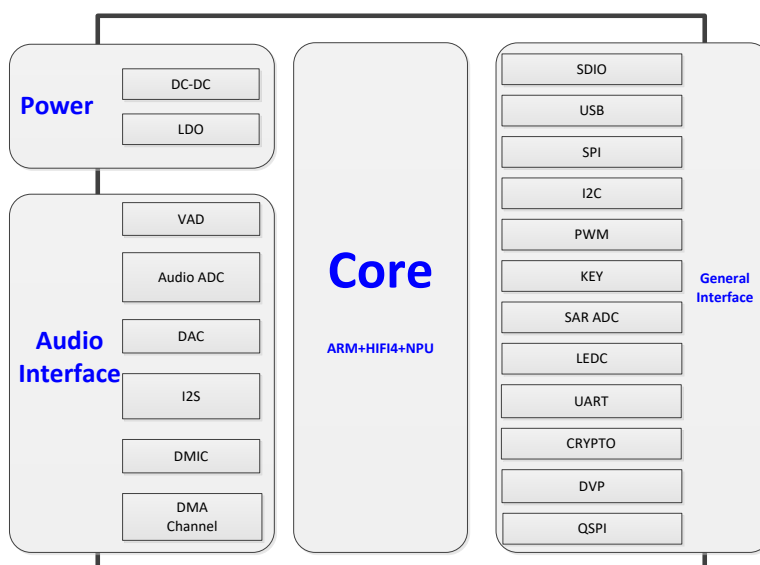 Power
DC-DC
LDO
Audio
Interface
VAD
Audio ADC
DAC
I2S
DMIC
DMA
Channel
Core
ARM+HIFI4+NPU
SDIO
USB
SPI
I2C
PWM
KEY
SAR ADC
LEDC
UART
CRYPTO
DVP
QSPI
General
Interface